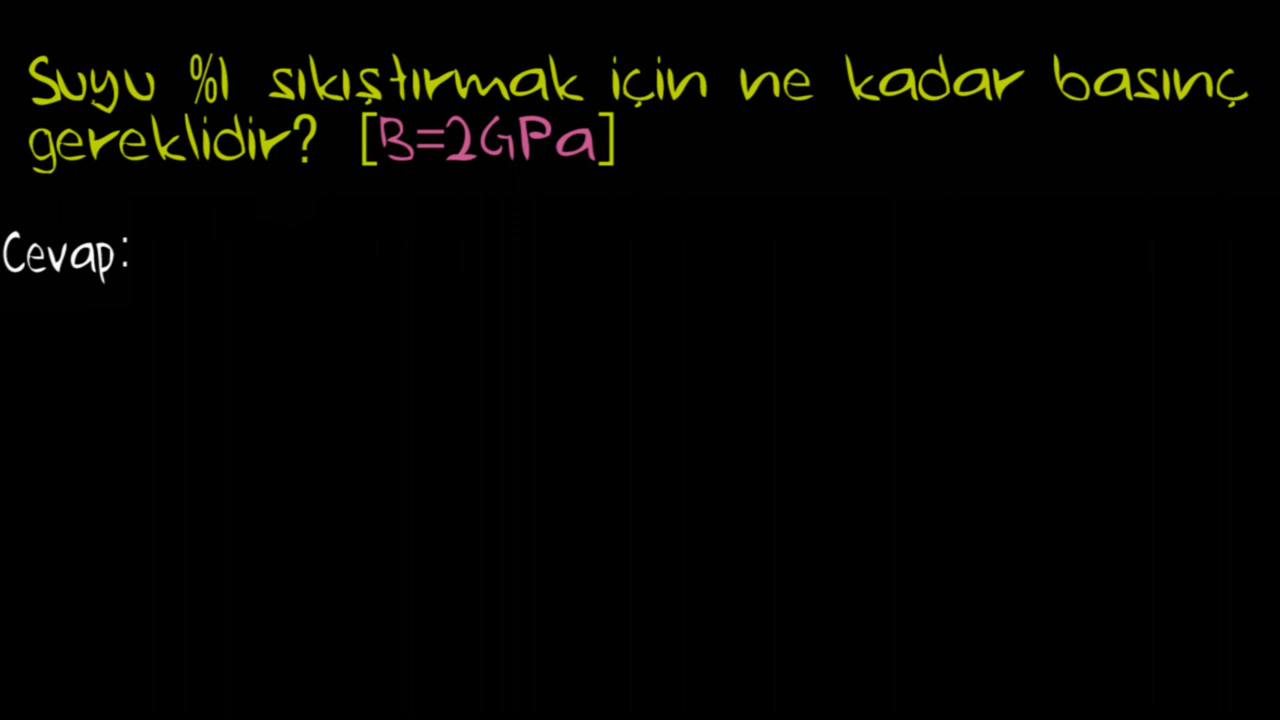 Suyu %1 sıkıştırmak için ne kadar basınç
gereklidir? [B=2GPa]
Cevap: